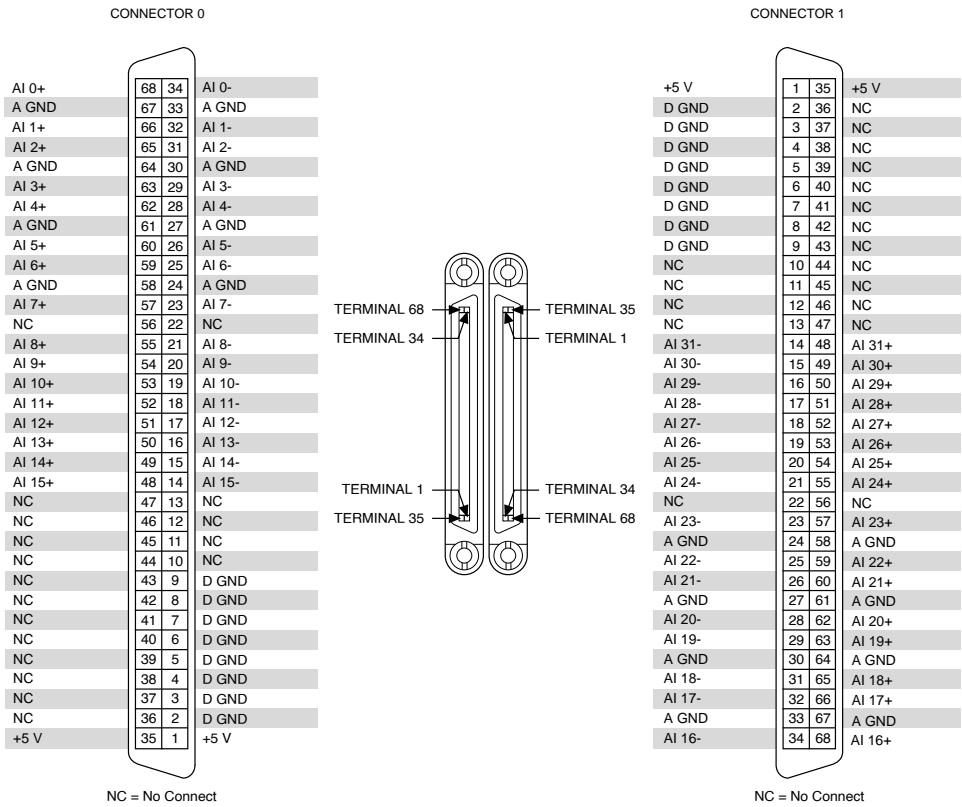 CONNECTOR 0
AI 0+ 68 34 AI 0-
A GND 67 33 A GND
AI 1+ 66 32 AI 1-
AI 2+ 65 31 AI 2-
A GND 64 30 A GND
AI 3+ 63 29 AI 3-
AI 4+ 62 28 AI 4-
A GND 61 27 A GND
AI 5+ 60 26 AI 5-
AI 6+ 59 25 AI 6-
A GND 58 24 A GND
AI 7+ 57 23 AI 7-
NC 56 22 NC
AI 8+ 55 21 AI 8-
AI 9+ 54 20 AI 9-
AI 10+ 53 19 AI 10-
AI 11+ 52 18 AI 11-
AI 12+ 51 17 AI 12-
AI 13+ 50 16 AI 13-
AI 14+ 49 15 AI 14-
AI 15+ 48 14 AI 15-
NC 47 13 NC
NC 46 12 NC
NC 45 11 NC
NC 44 10 NC
NC 43 9 D GND
NC 42 8 D GND
NC 41 7 D GND
NC 40 6 D GND
NC 39 5 D GND
NC 38 4 D GND
NC 37 3 D GND
NC 36 2 D GND
+5 V 35 1 +5 V
NC = No Connect
TERMINAL 68
TERMINAL 34
TERMINAL 35
TERMINAL 1
TERMINAL 1
TERMINAL 35
TERMINAL 34
TERMINAL 68
CONNECTOR 1
+5 V 1 35 +5 V
D GND 2 36 NC
D GND 3 37 NC
D GND 4 38 NC
D GND 5 39 NC
D GND 6 40 NC
D GND 7 41 NC
D GND 8 42 NC
D GND 9 43 NC
NC 10 44 NC
NC 11 45 NC
NC 12 46 NC
NC 13 47 NC
AI 31- 14 48 AI 31+
AI 30- 15 49 AI 30+
AI 29- 16 50 AI 29+
AI 28- 17 51 AI 28+
AI 27- 18 52 AI 27+
AI 26- 19 53 AI 26+
AI 25- 20 54 AI 25+
AI 24- 21 55 AI 24+
NC 22 56 NC
AI 23- 23 57 AI 23+
A GND 24 58 A GND
AI 22- 25 59 AI 22+
AI 21- 26 60 AI 21+
A GND 27 61 A GND
AI 20- 28 62 AI 20+
AI 19- 29 63 AI 19+
A GND 30 64 A GND
AI 18- 31 65 AI 18+
AI 17- 32 66 AI 17+
A GND 33 67 A GND
AI 16- 34 68 AI 16+
NC = No Connect